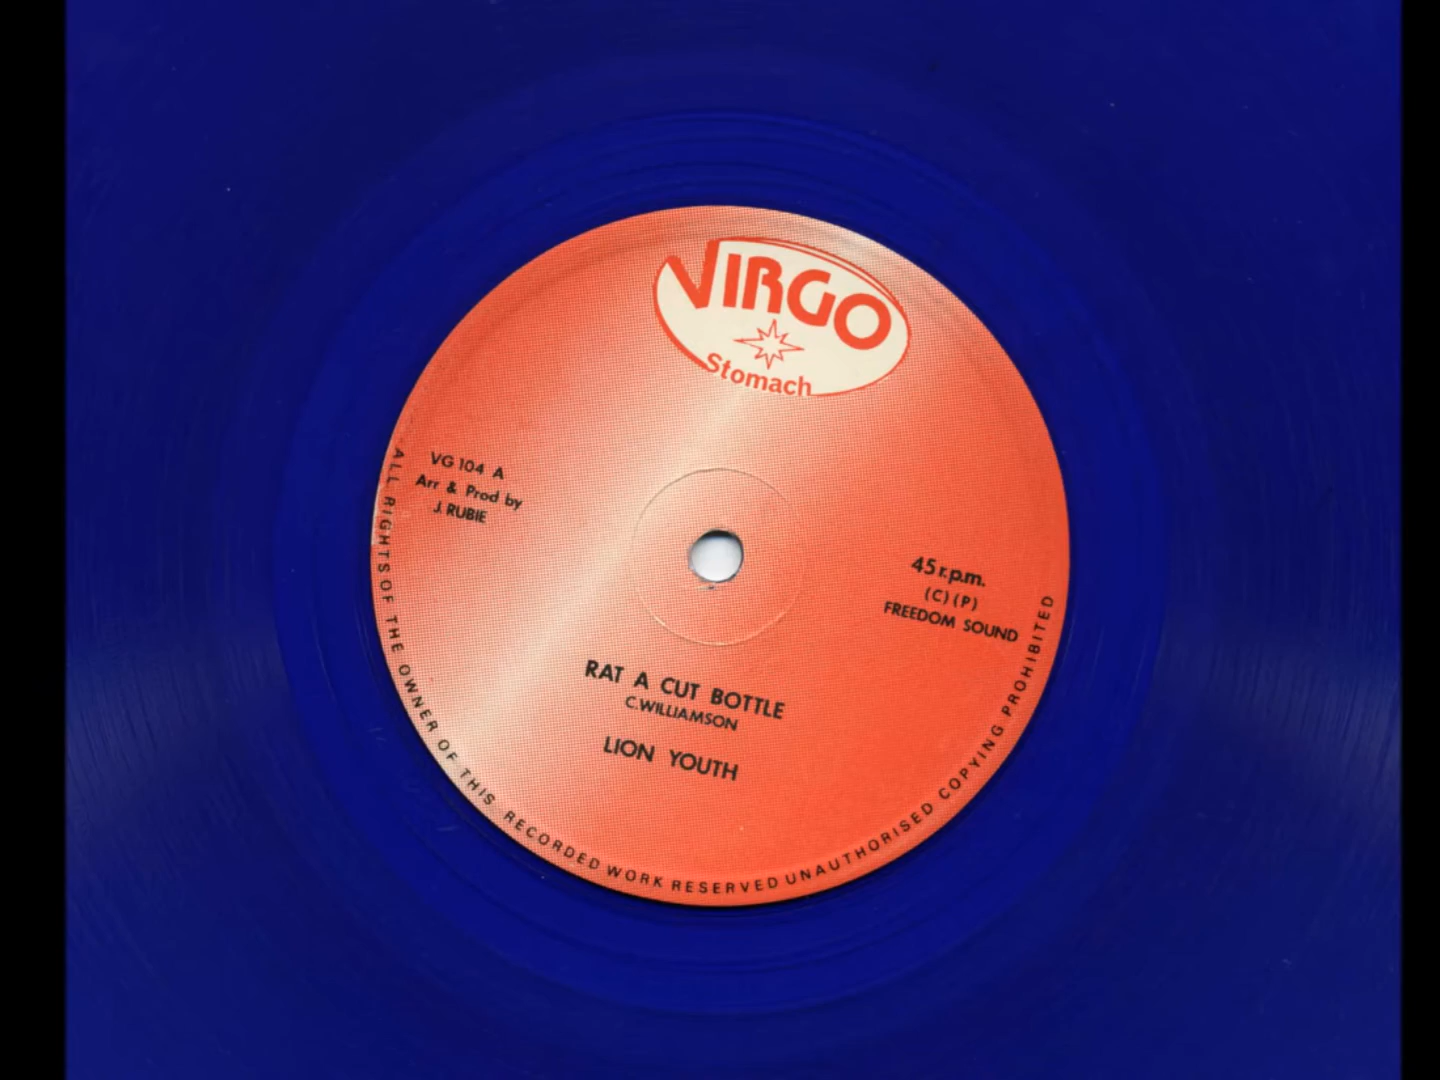 VIRGO
Stomach
VG 104 A
Arr & Prod by
J. RUBIE
45 r.p.m.
(C) (P)
FREEDOM SOUND
RAT A CUT BOTTLE
C.WILLIAMSON
LION YOUTH
ALL RIGHTS OF THE OWNER OF THIS RECORDED WORK RESERVED UNAUTHORISED COPYING PROHIBITED